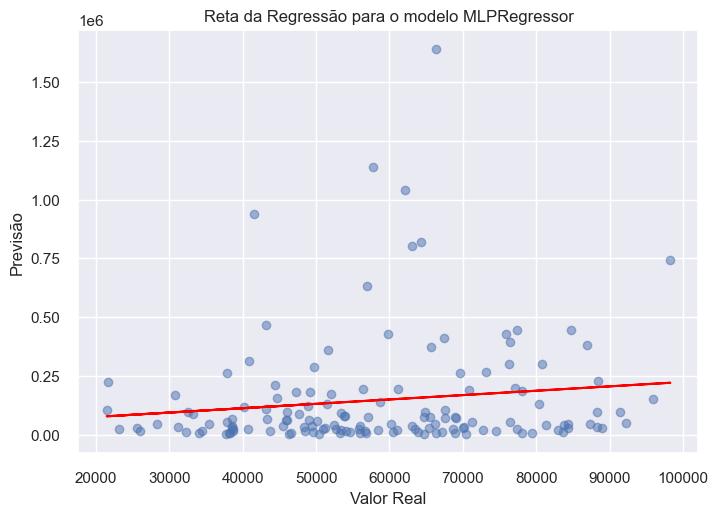 Reta da Regressão para o modelo MLPRegressor
1e6
1.50
1.25
1.00
0.75
0.50
0.25
0.00
Previsão
20000 30000 40000 50000 60000 70000 80000 90000 100000
Valor Real